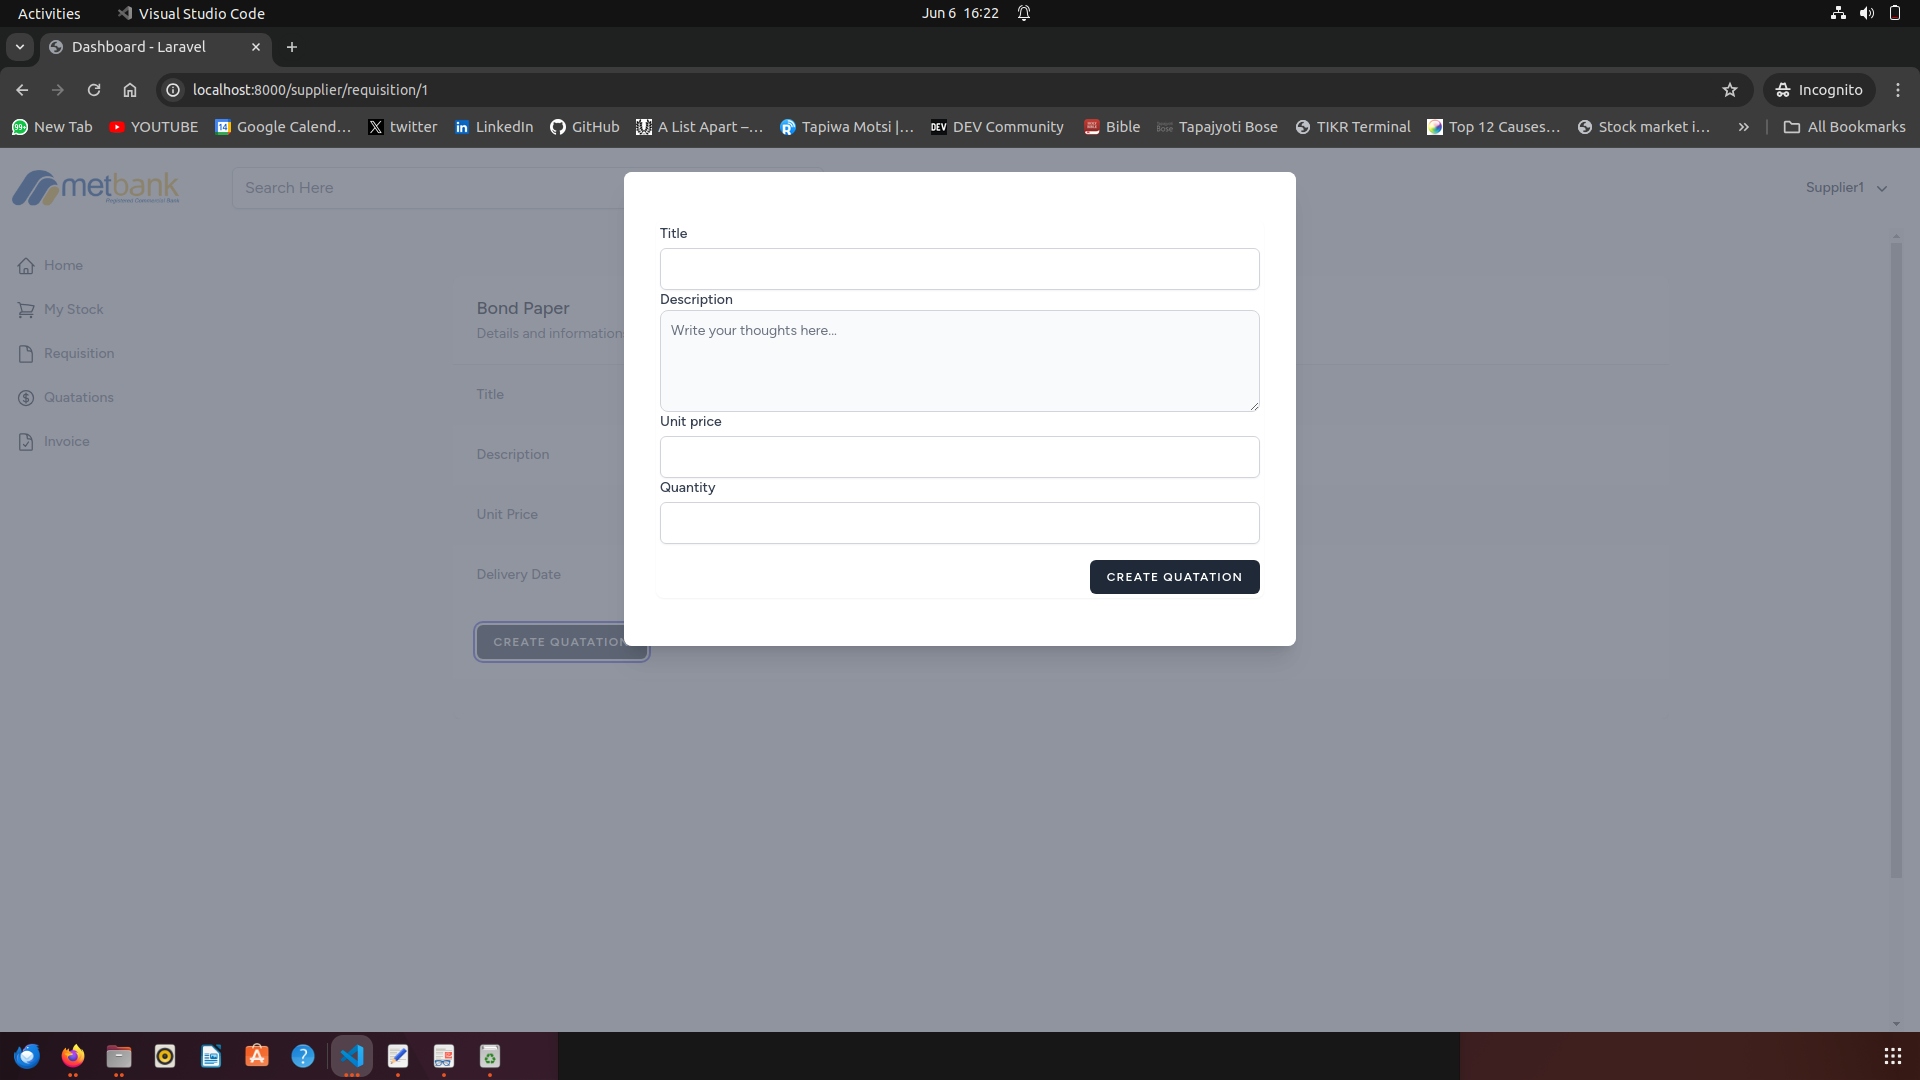 Activities
Visual Studio Code
Jun 6 16:22
Dashboard - Laravel
localhost:8000/supplier/requisition/1
Incognito
New Tab
YOUTUBE
Google Calend…
twitter
LinkedIn
GitHub
A List Apart –…
Tapiwa Motsi |…
DEV Community
Bible
Tapajyoti Bose
TIKR Terminal
Top 12 Causes…
Stock market i…
All Bookmarks
metbank
Registered Commercial Bank
Search Here
Supplier1
Home
My Stock
Requisition
Quatations
Invoice
Bond Paper
Details and information
Title
Description
Unit Price
Delivery Date
CREATE QUATATION
Title
Description
Write your thoughts here...
Unit price
Quantity
CREATE QUATATION